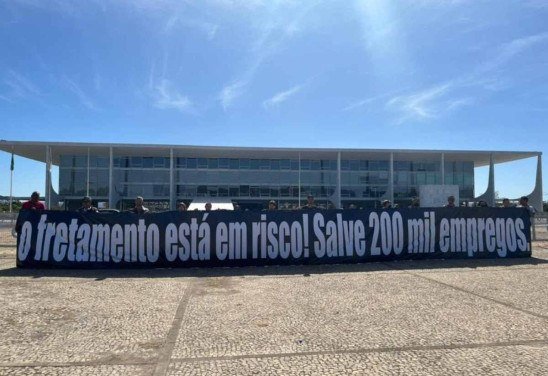 o fretamento está em risco! Salve 200 mil empregos.